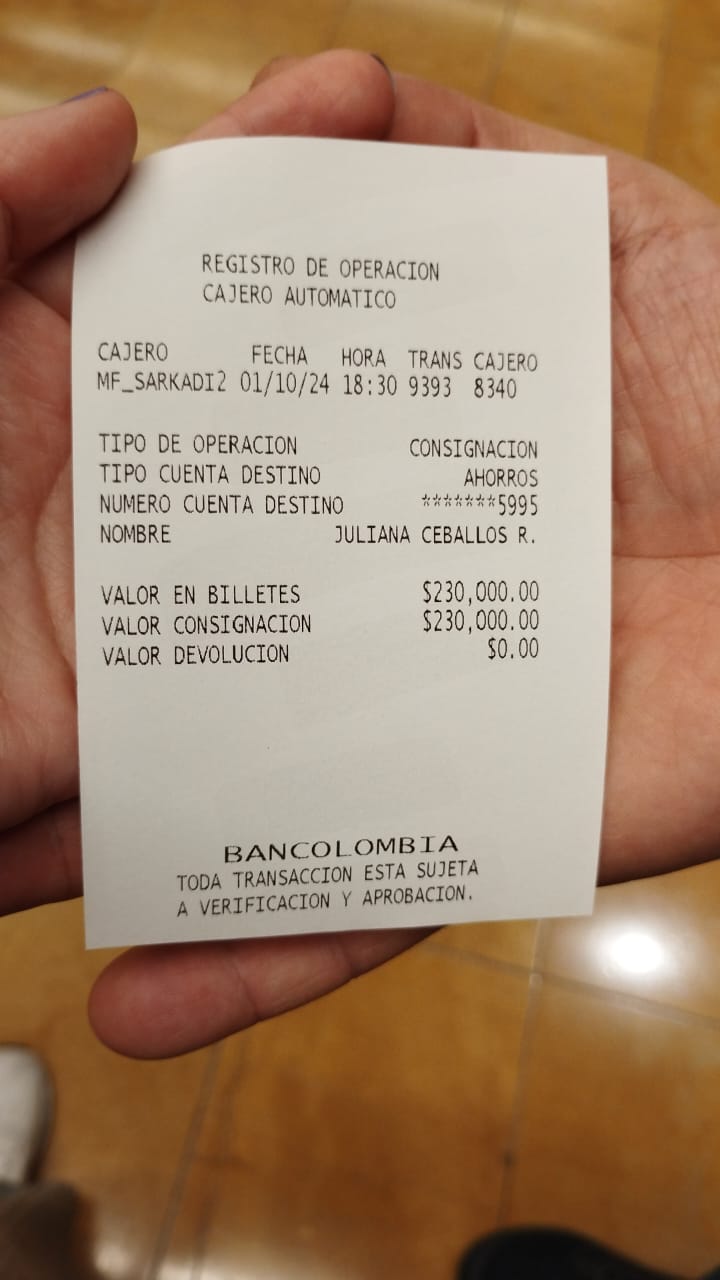 REGISTRO DE OPERACION
CAJERO AUTOMATICO
CAJERO FECHA HORA TRANS CAJERO
MF_SARKADI2 01/10/24 18:30 9393 8340
TIPO DE OPERACION CONSIGNACION
TIPO CUENTA DESTINO AHORROS
NUMERO CUENTA DESTINO *******5995
NOMBRE JULIANA CEBALLOS R.
VALOR EN BILLETES $230,000.00
VALOR CONSIGNACION $230,000.00
VALOR DEVOLUCION $0.00
BANCOLOMBIA
TODA TRANSACCION ESTA SUJETA
A VERIFICACION Y APROBACION.